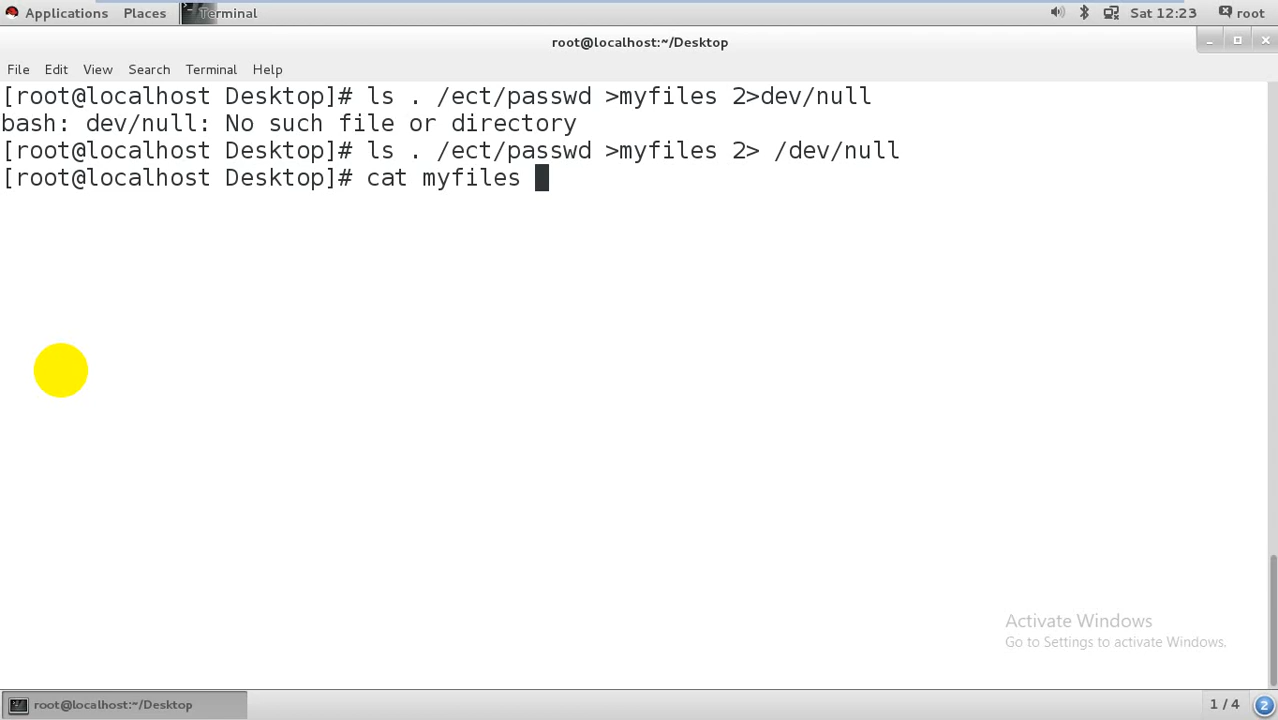 Applications Places Terminal Sat 12:23 root
root@localhost:~/Desktop
File Edit View Search Terminal Help
[root@localhost Desktop]# ls . /ect/passwd >myfiles 2>dev/null
bash: dev/null: No such file or directory
[root@localhost Desktop]# ls . /ect/passwd >myfiles 2> /dev/null
[root@localhost Desktop]# cat myfiles
Activate Windows
Go to Settings to activate Windows.
root@localhost:~/Desktop 1 / 4 2